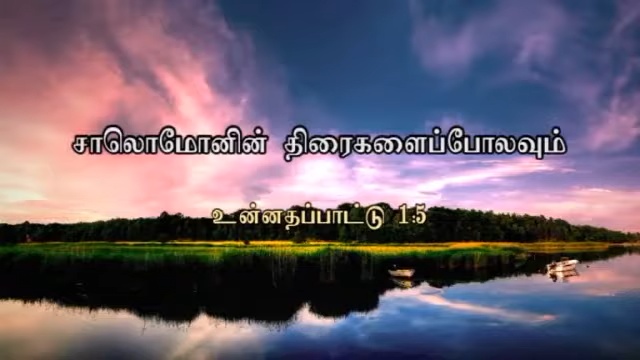 சாலொமோனின் திரைகளைப்போலவும்
உன்னதப்பாட்டு 1:5